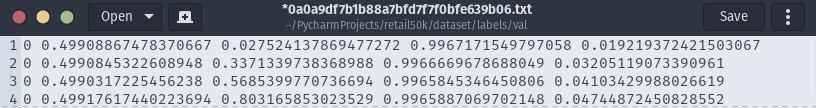 *0a0a9df7b1b88a7bfd7f7f0bfe639b06.txt
Open
~/PycharmProjects/retail50k/dataset/labels/val
Save
1 0 0.49908867478370667 0.027524137869477272 0.9967171549797058 0.019219372421503067
2 0 0.4990845322608948 0.3371339738368988 0.9966669678688049 0.03205119073390961
3 0 0.4990317225456238 0.5685399770736694 0.9965845346450806 0.04103429988026619
4 0 0.49917617440223694 0.803165853023529 0.9965887069702148 0.04744872450828552